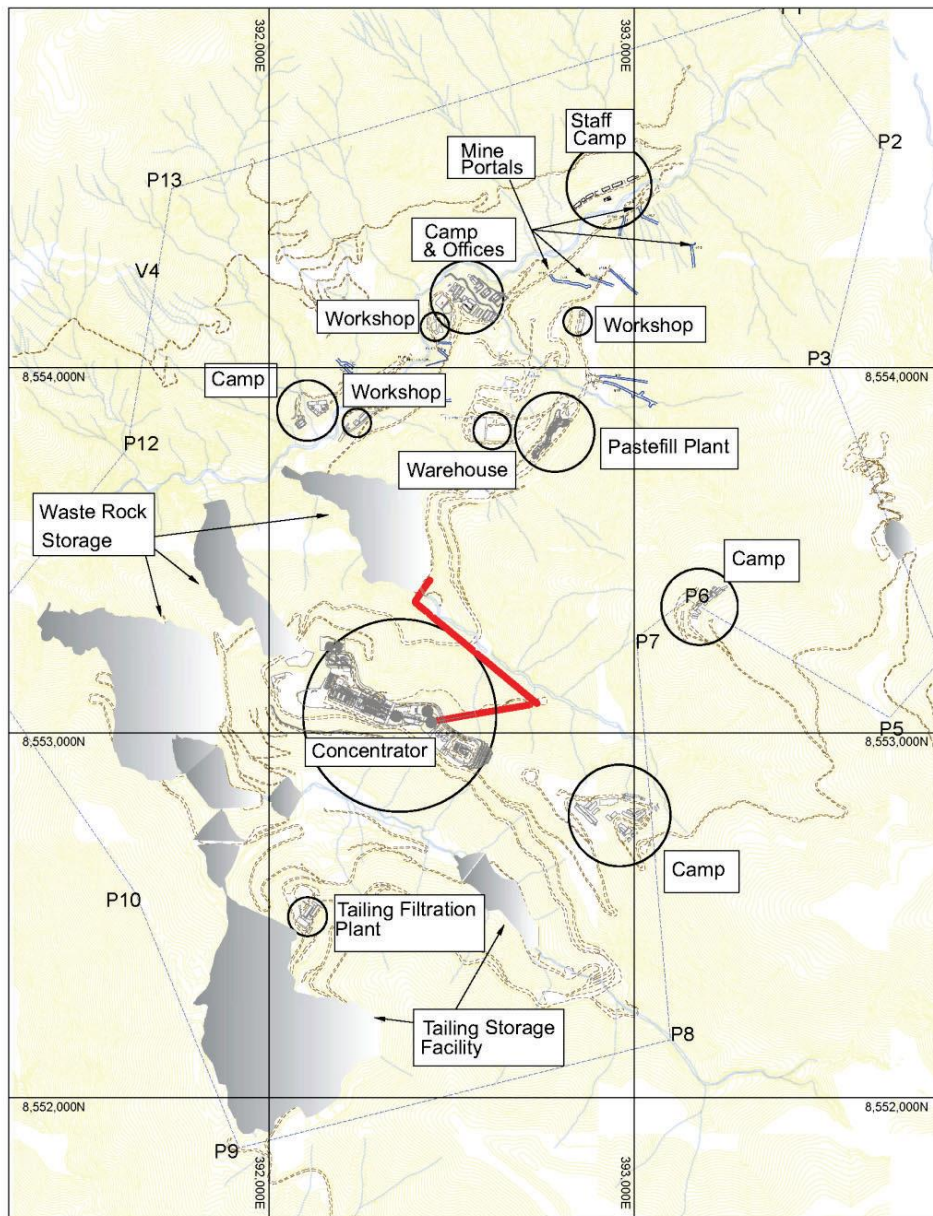 392,000E
393,000E
Staff
Camp
P2
Mine
Portals
P13
Camp
& Offices
V4
Workshop
Workshop
P3
8,554,000N
8,554,000N
Camp
Workshop
P12
Warehouse
Pastefill Plant
Waste Rock
Storage
Camp
P6
P7
P5
8,553,000N
8,553,000N
Concentrator
Camp
P10
Tailing Filtration
Plant
Tailing Storage
Facility
P8
8,552,000N
8,552,000N
P9
392,000E
393,000E